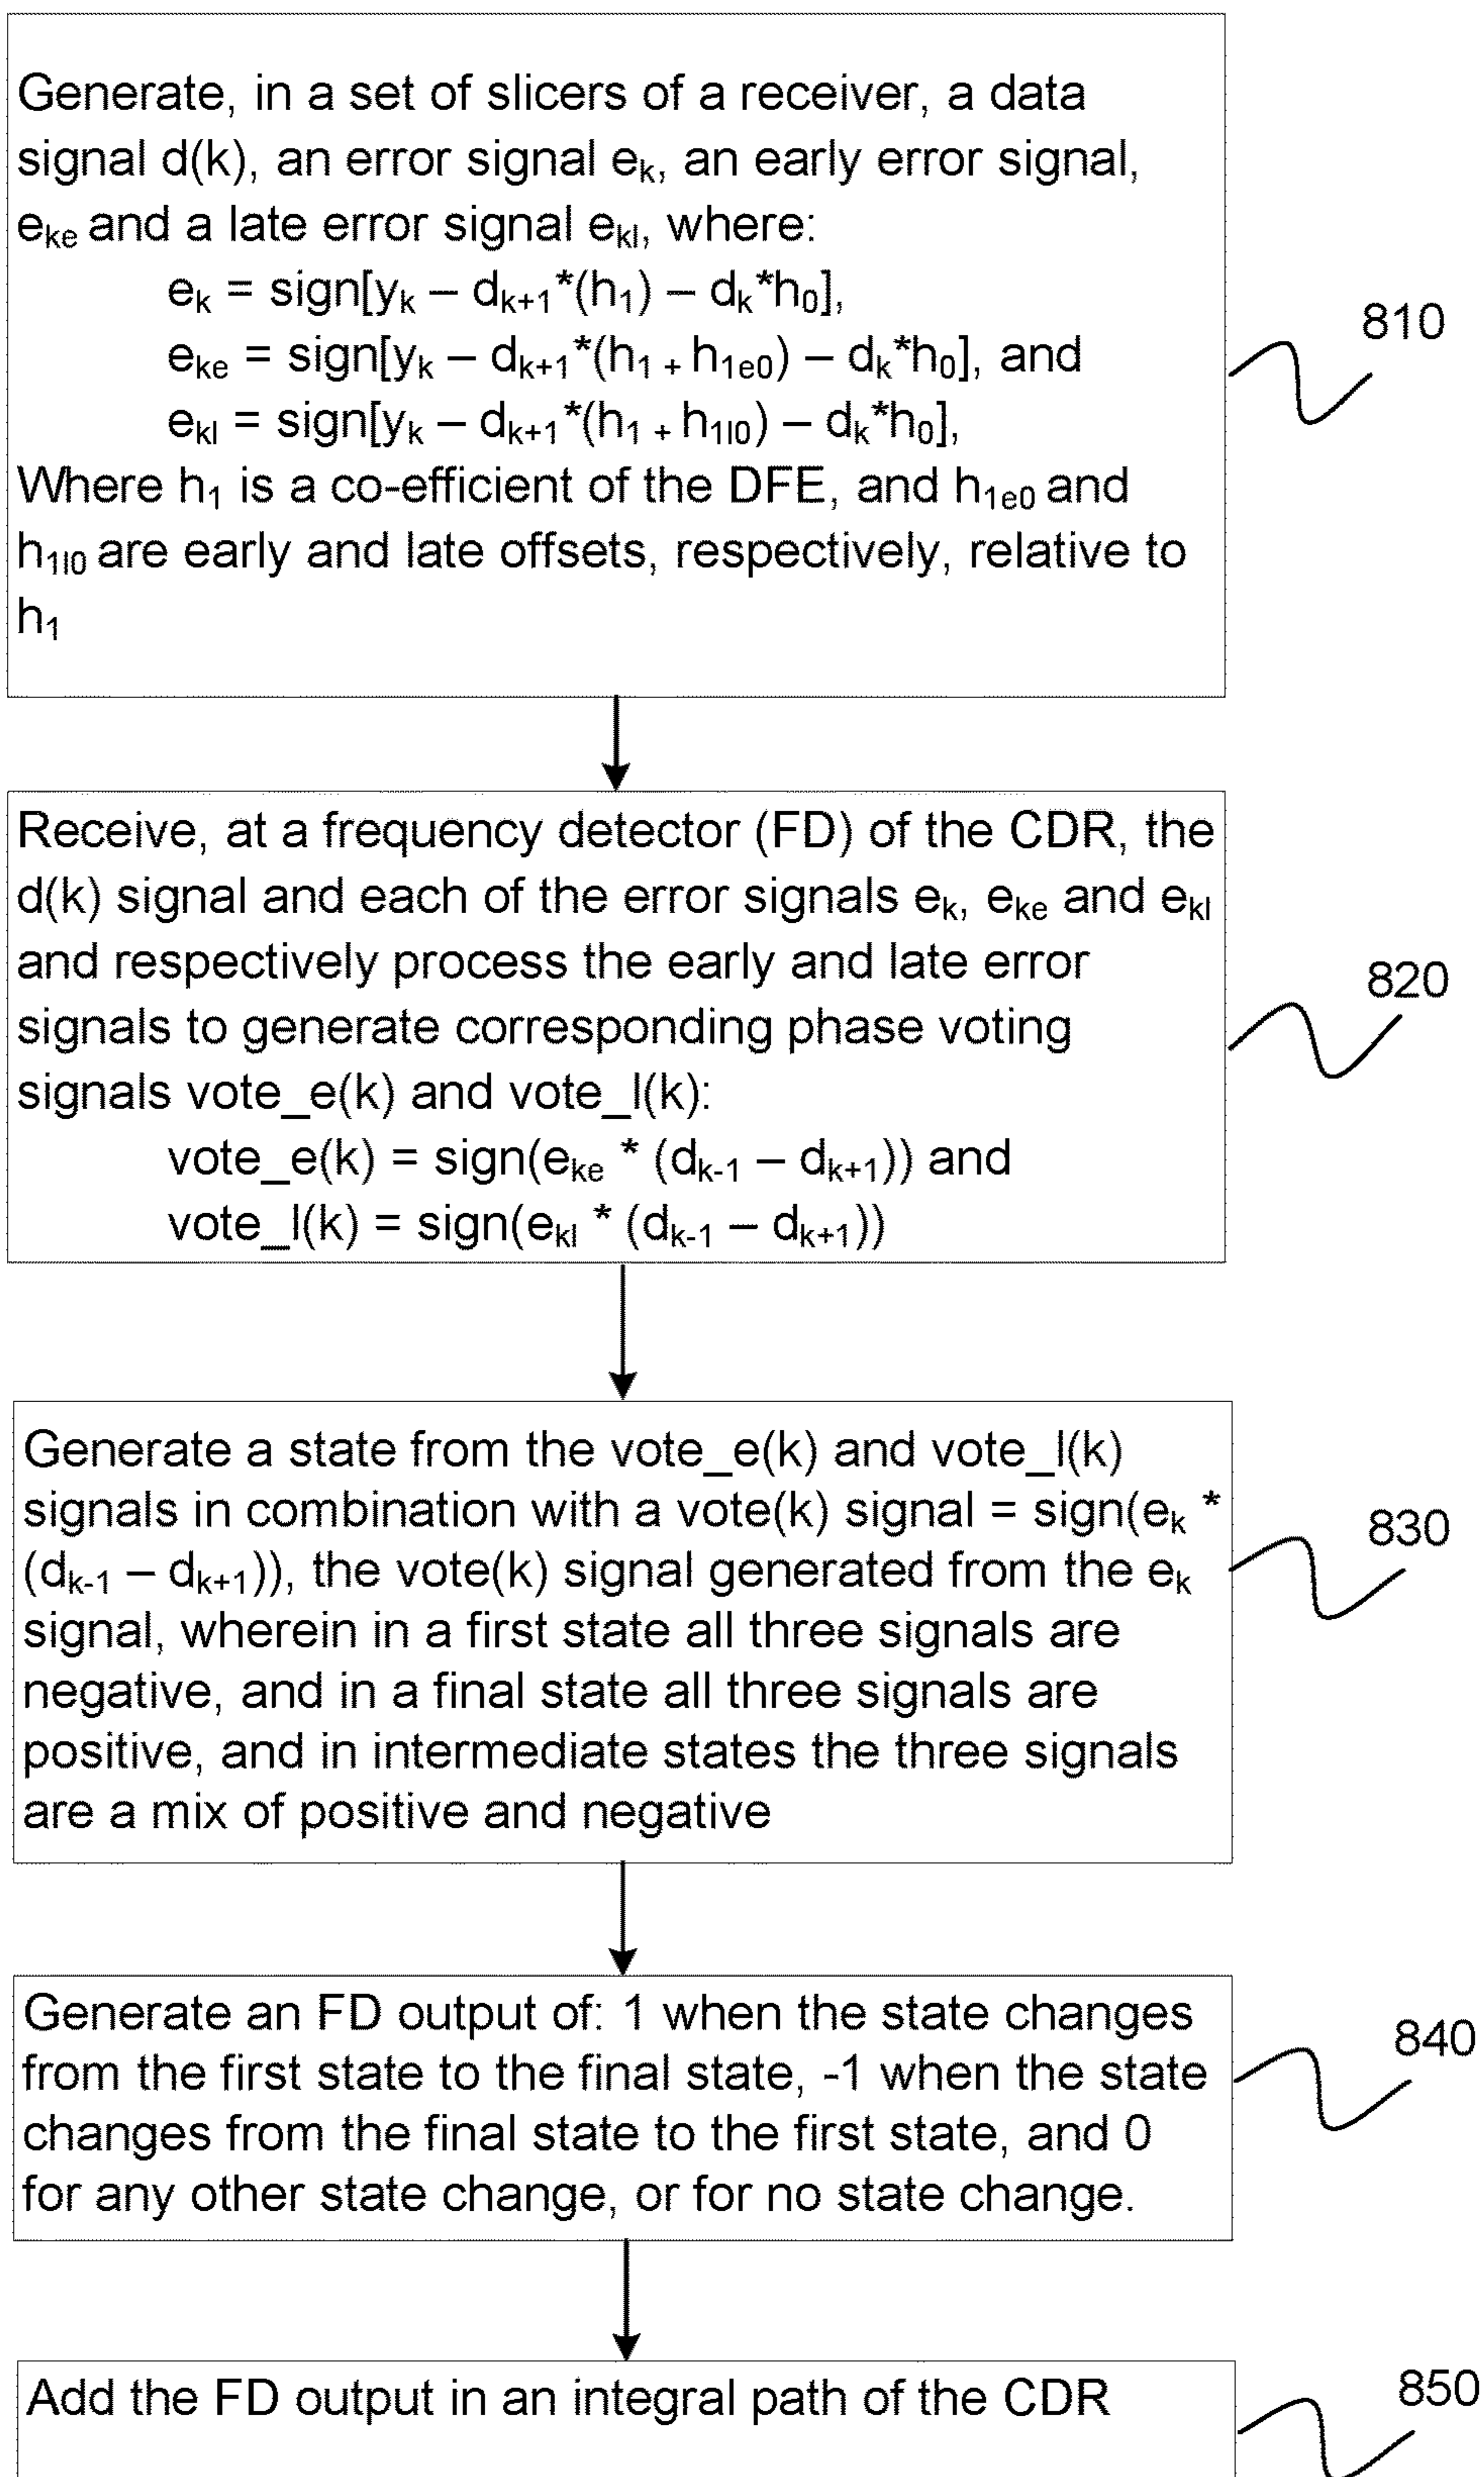 Generate, in a set of slicers of a receiver, a data
signal d(k), an error signal eₖ, an early error signal,
eₖₑ and a late error signal eₖₗ, where:
eₖ = sign[yₖ – dₖ₊₁*(h₁) – dₖ*h₀],
eₖₑ = sign[yₖ – dₖ₊₁*(h₁ ₊ h₁ₑ₀) – dₖ*h₀], and
eₖₗ = sign[yₖ – dₖ₊₁*(h₁ ₊ h₁ₗ₀) – dₖ*h₀],
Where h₁ is a co-efficient of the DFE, and h₁ₑ₀ and
h₁ₗ₀ are early and late offsets, respectively, relative to
h₁
810
Receive, at a frequency detector (FD) of the CDR, the
d(k) signal and each of the error signals eₖ, eₖₑ and eₖₗ
and respectively process the early and late error
signals to generate corresponding phase voting
signals vote_e(k) and vote_l(k):
vote_e(k) = sign(eₖₑ * (dₖ₋₁ – dₖ₊₁)) and
vote_l(k) = sign(eₖₗ * (dₖ₋₁ – dₖ₊₁))
820
Generate a state from the vote_e(k) and vote_l(k)
signals in combination with a vote(k) signal = sign(eₖ *
(dₖ₋₁ – dₖ₊₁)), the vote(k) signal generated from the eₖ
signal, wherein in a first state all three signals are
negative, and in a final state all three signals are
positive, and in intermediate states the three signals
are a mix of positive and negative
830
Generate an FD output of: 1 when the state changes
from the first state to the final state, -1 when the state
changes from the final state to the first state, and 0
for any other state change, or for no state change.
840
Add the FD output in an integral path of the CDR
850